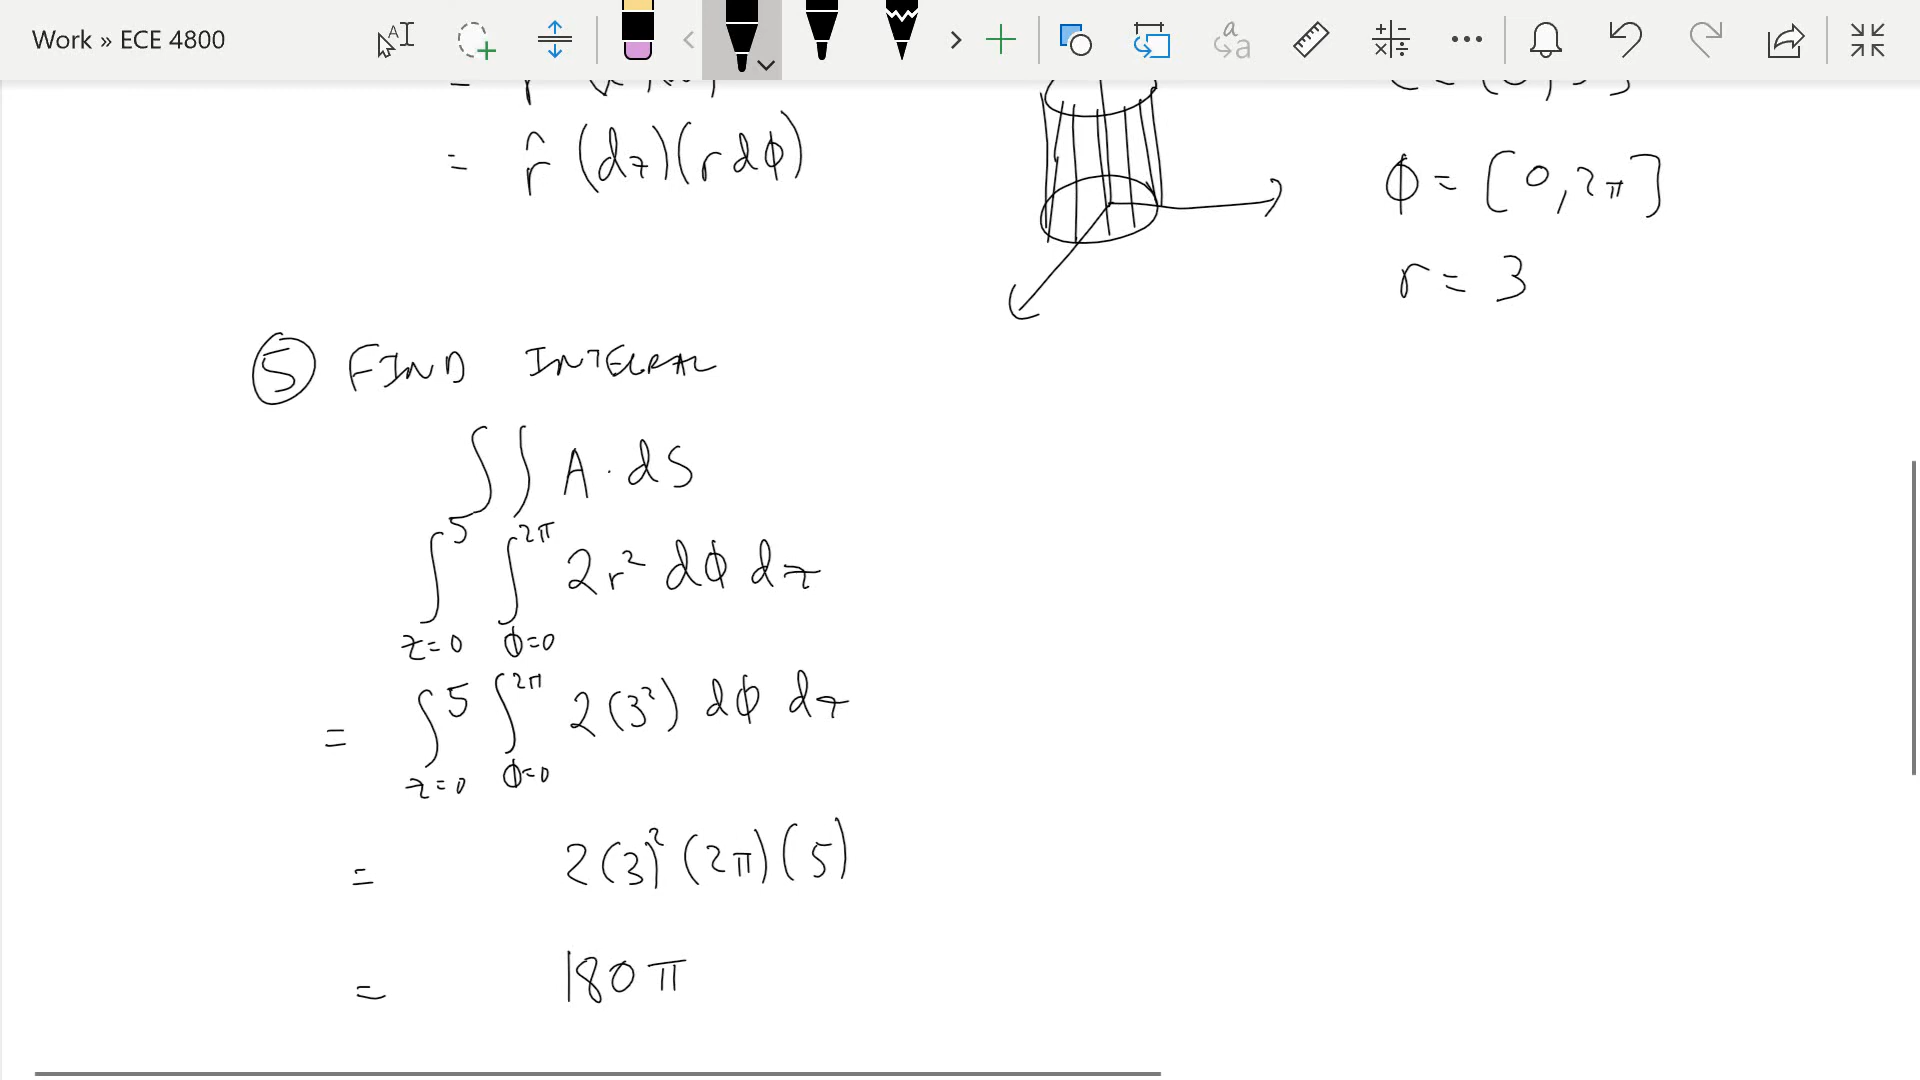 Work » ECE 4800
= r̂ (dz)(r dϕ)
ϕ = [0, 2π]
r = 3
⑤ FIND INTEGRAL
∫∫ A · dS
∫_{z=0}^{5} ∫_{ϕ=0}^{2π} 2r² dϕ dz
= ∫_{z=0}^{5} ∫_{ϕ=0}^{2π} 2(3²) dϕ dz
= 2(3)² (2π)(5)
= 180π